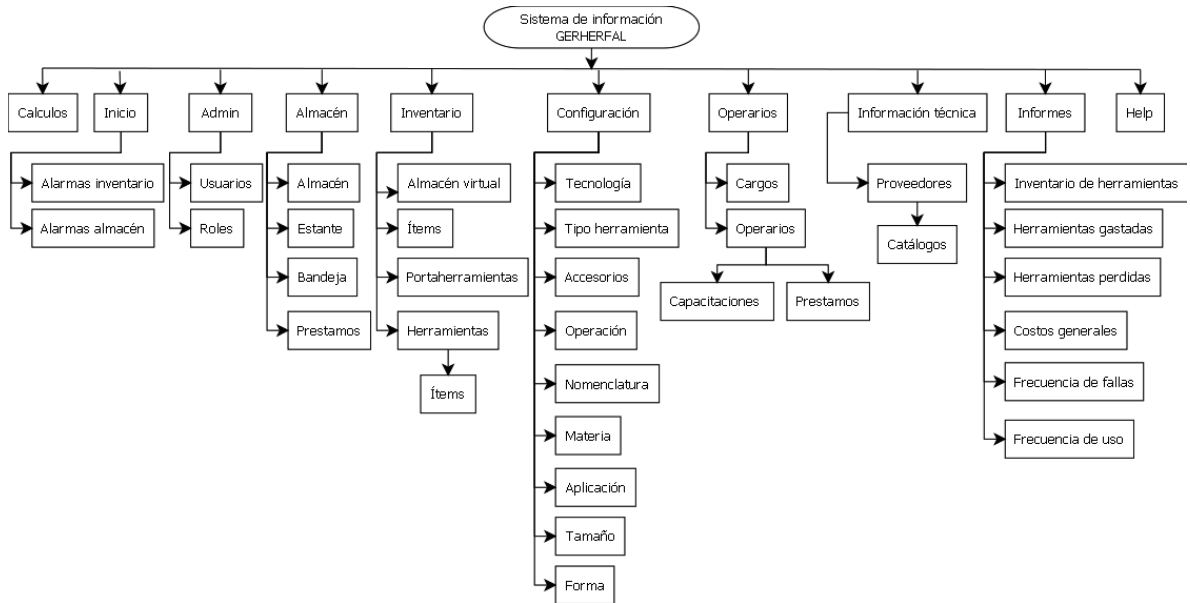 Sistema de información
GERHERFAL
Calculos
Inicio
Admin
Almacén
Inventario
Configuración
Operarios
Información técnica
Informes
Help
Alarmas inventario
Alarmas almacén
Usuarios
Roles
Almacén
Estante
Bandeja
Prestamos
Almacén virtual
Ítems
Portaherramientas
Herramientas
Ítems
Tecnología
Tipo herramienta
Accesorios
Operación
Nomenclatura
Materia
Aplicación
Tamaño
Forma
Cargos
Operarios
Capacitaciones
Prestamos
Proveedores
Catálogos
Inventario de herramientas
Herramientas gastadas
Herramientas perdidas
Costos generales
Frecuencia de fallas
Frecuencia de uso